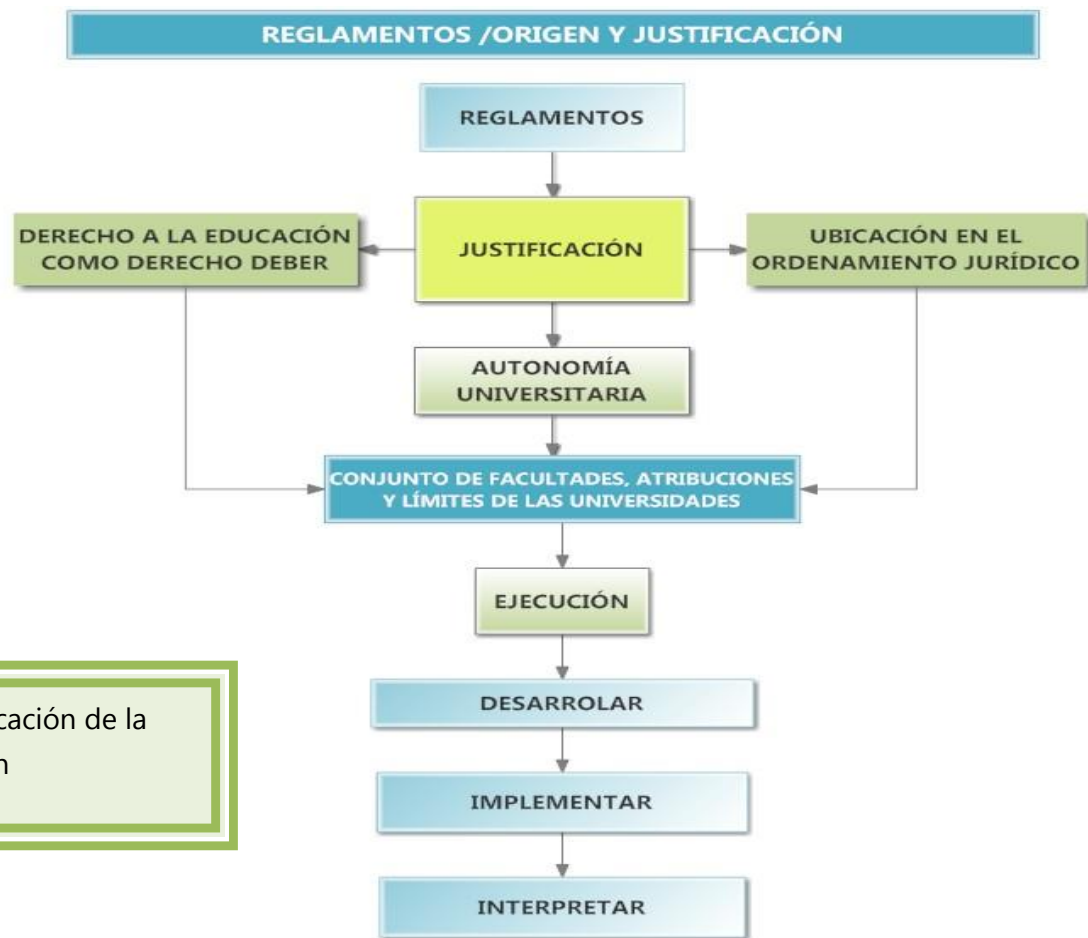 REGLAMENTOS /ORIGEN Y JUSTIFICACIÓN
REGLAMENTOS
DERECHO A LA EDUCACIÓN
COMO DERECHO DEBER
JUSTIFICACIÓN
UBICACIÓN EN EL
ORDENAMIENTO JURÍDICO
AUTONOMÍA
UNIVERSITARIA
CONJUNTO DE FACULTADES, ATRIBUCIONES
Y LÍMITES DE LAS UNIVERSIDADES
EJECUCIÓN
DESARROLAR
cación de la
n
IMPLEMENTAR
INTERPRETAR